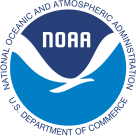 NATIONAL OCEANIC AND ATMOSPHERIC ADMINISTRATION
NOAA
U.S. DEPARTMENT OF COMMERCE